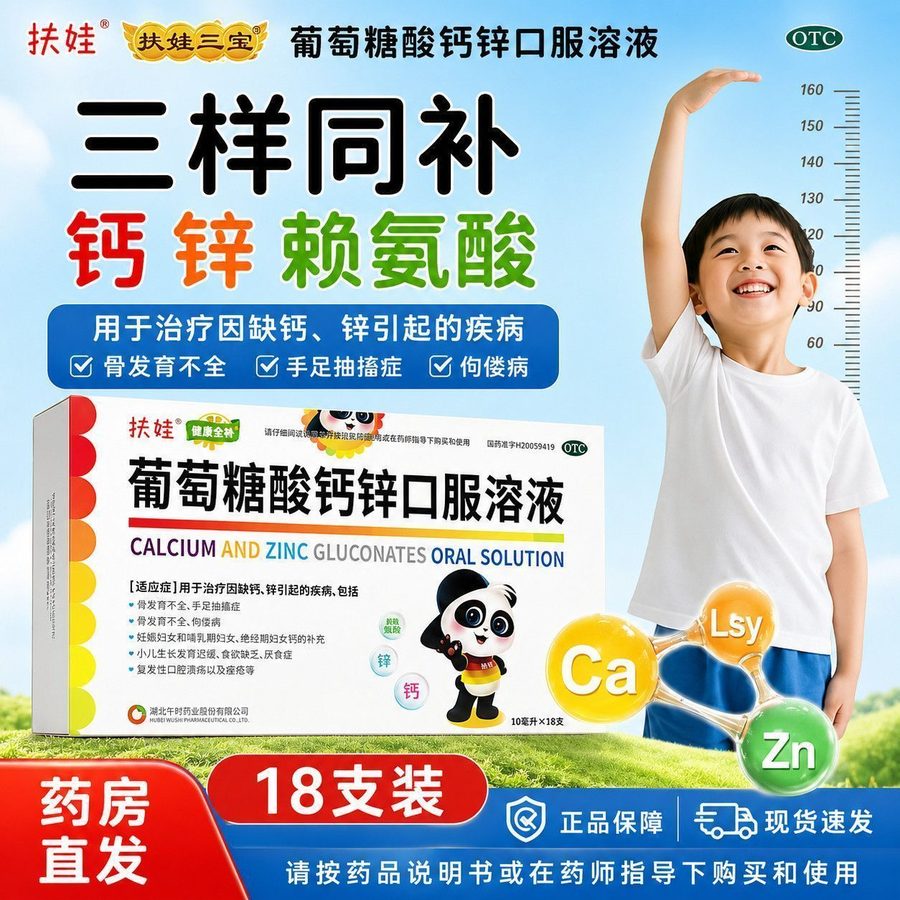 扶娃® 扶娃三宝® 葡萄糖酸钙锌口服溶液 OTC
三样同补
钙 锌 赖氨酸
用于治疗因缺钙、锌引起的疾病
骨发育不全 手足抽搐症 佝偻病
160
150
140
130
90
60
扶娃® 健康全补 国药准字H20059419 OTC
葡萄糖酸钙锌口服溶液
CALCIUM AND ZINC GLUCONATES ORAL SOLUTION
【适应症】用于治疗因缺钙、锌引起的疾病,包括
·骨发育不全、手足抽搐症
·骨发育不全、佝偻病
·妊娠妇女和哺乳期妇女、绝经期妇女钙的补充
·小儿生长发育迟缓、食欲缺乏、厌食症
·复发性口腔溃疡以及痤疮等
锌
钙
湖北午时药业股份有限公司
HUBEI WUSHI PHARMACEUTICAL CO., LTD.
10毫升×18支
Ca
Lsy
Zn
药房
直发
18支装
正品保障 现货速发
请按药品说明书或在药师指导下购买和使用